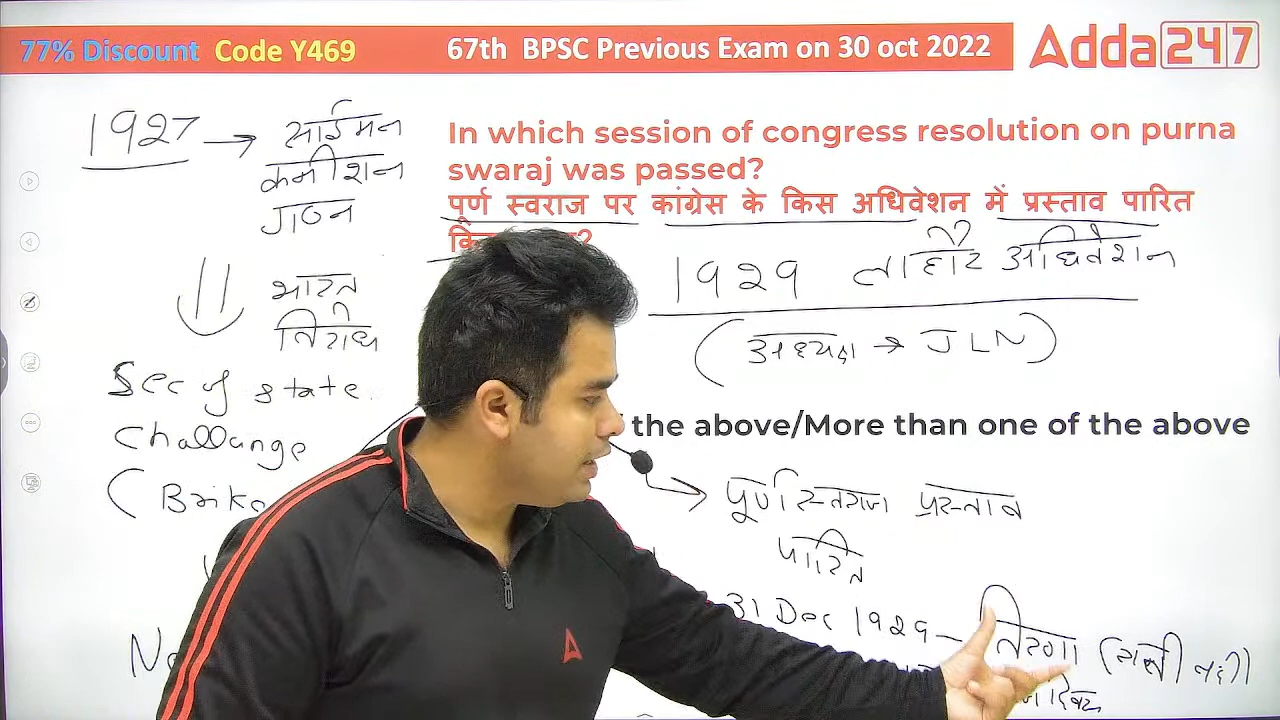 77% Discount Code Y469
67th BPSC Previous Exam on 30 oct 2022
Adda247
In which session of congress resolution on purna
swaraj was passed?
पूर्ण स्वराज पर कांग्रेस के किस अधिवेशन में प्रस्ताव पारित
1929 लाहौर अधिवेशन
(अध्यक्ष → JLN)
the above/More than one of the above
→ पूर्ण स्वराज प्रस्ताव
पारित
31 Dec 1929 – तिरंगा
1927 → साईमन
कमीशन
गठन
भारत
विरोध
Sec of state
Challange